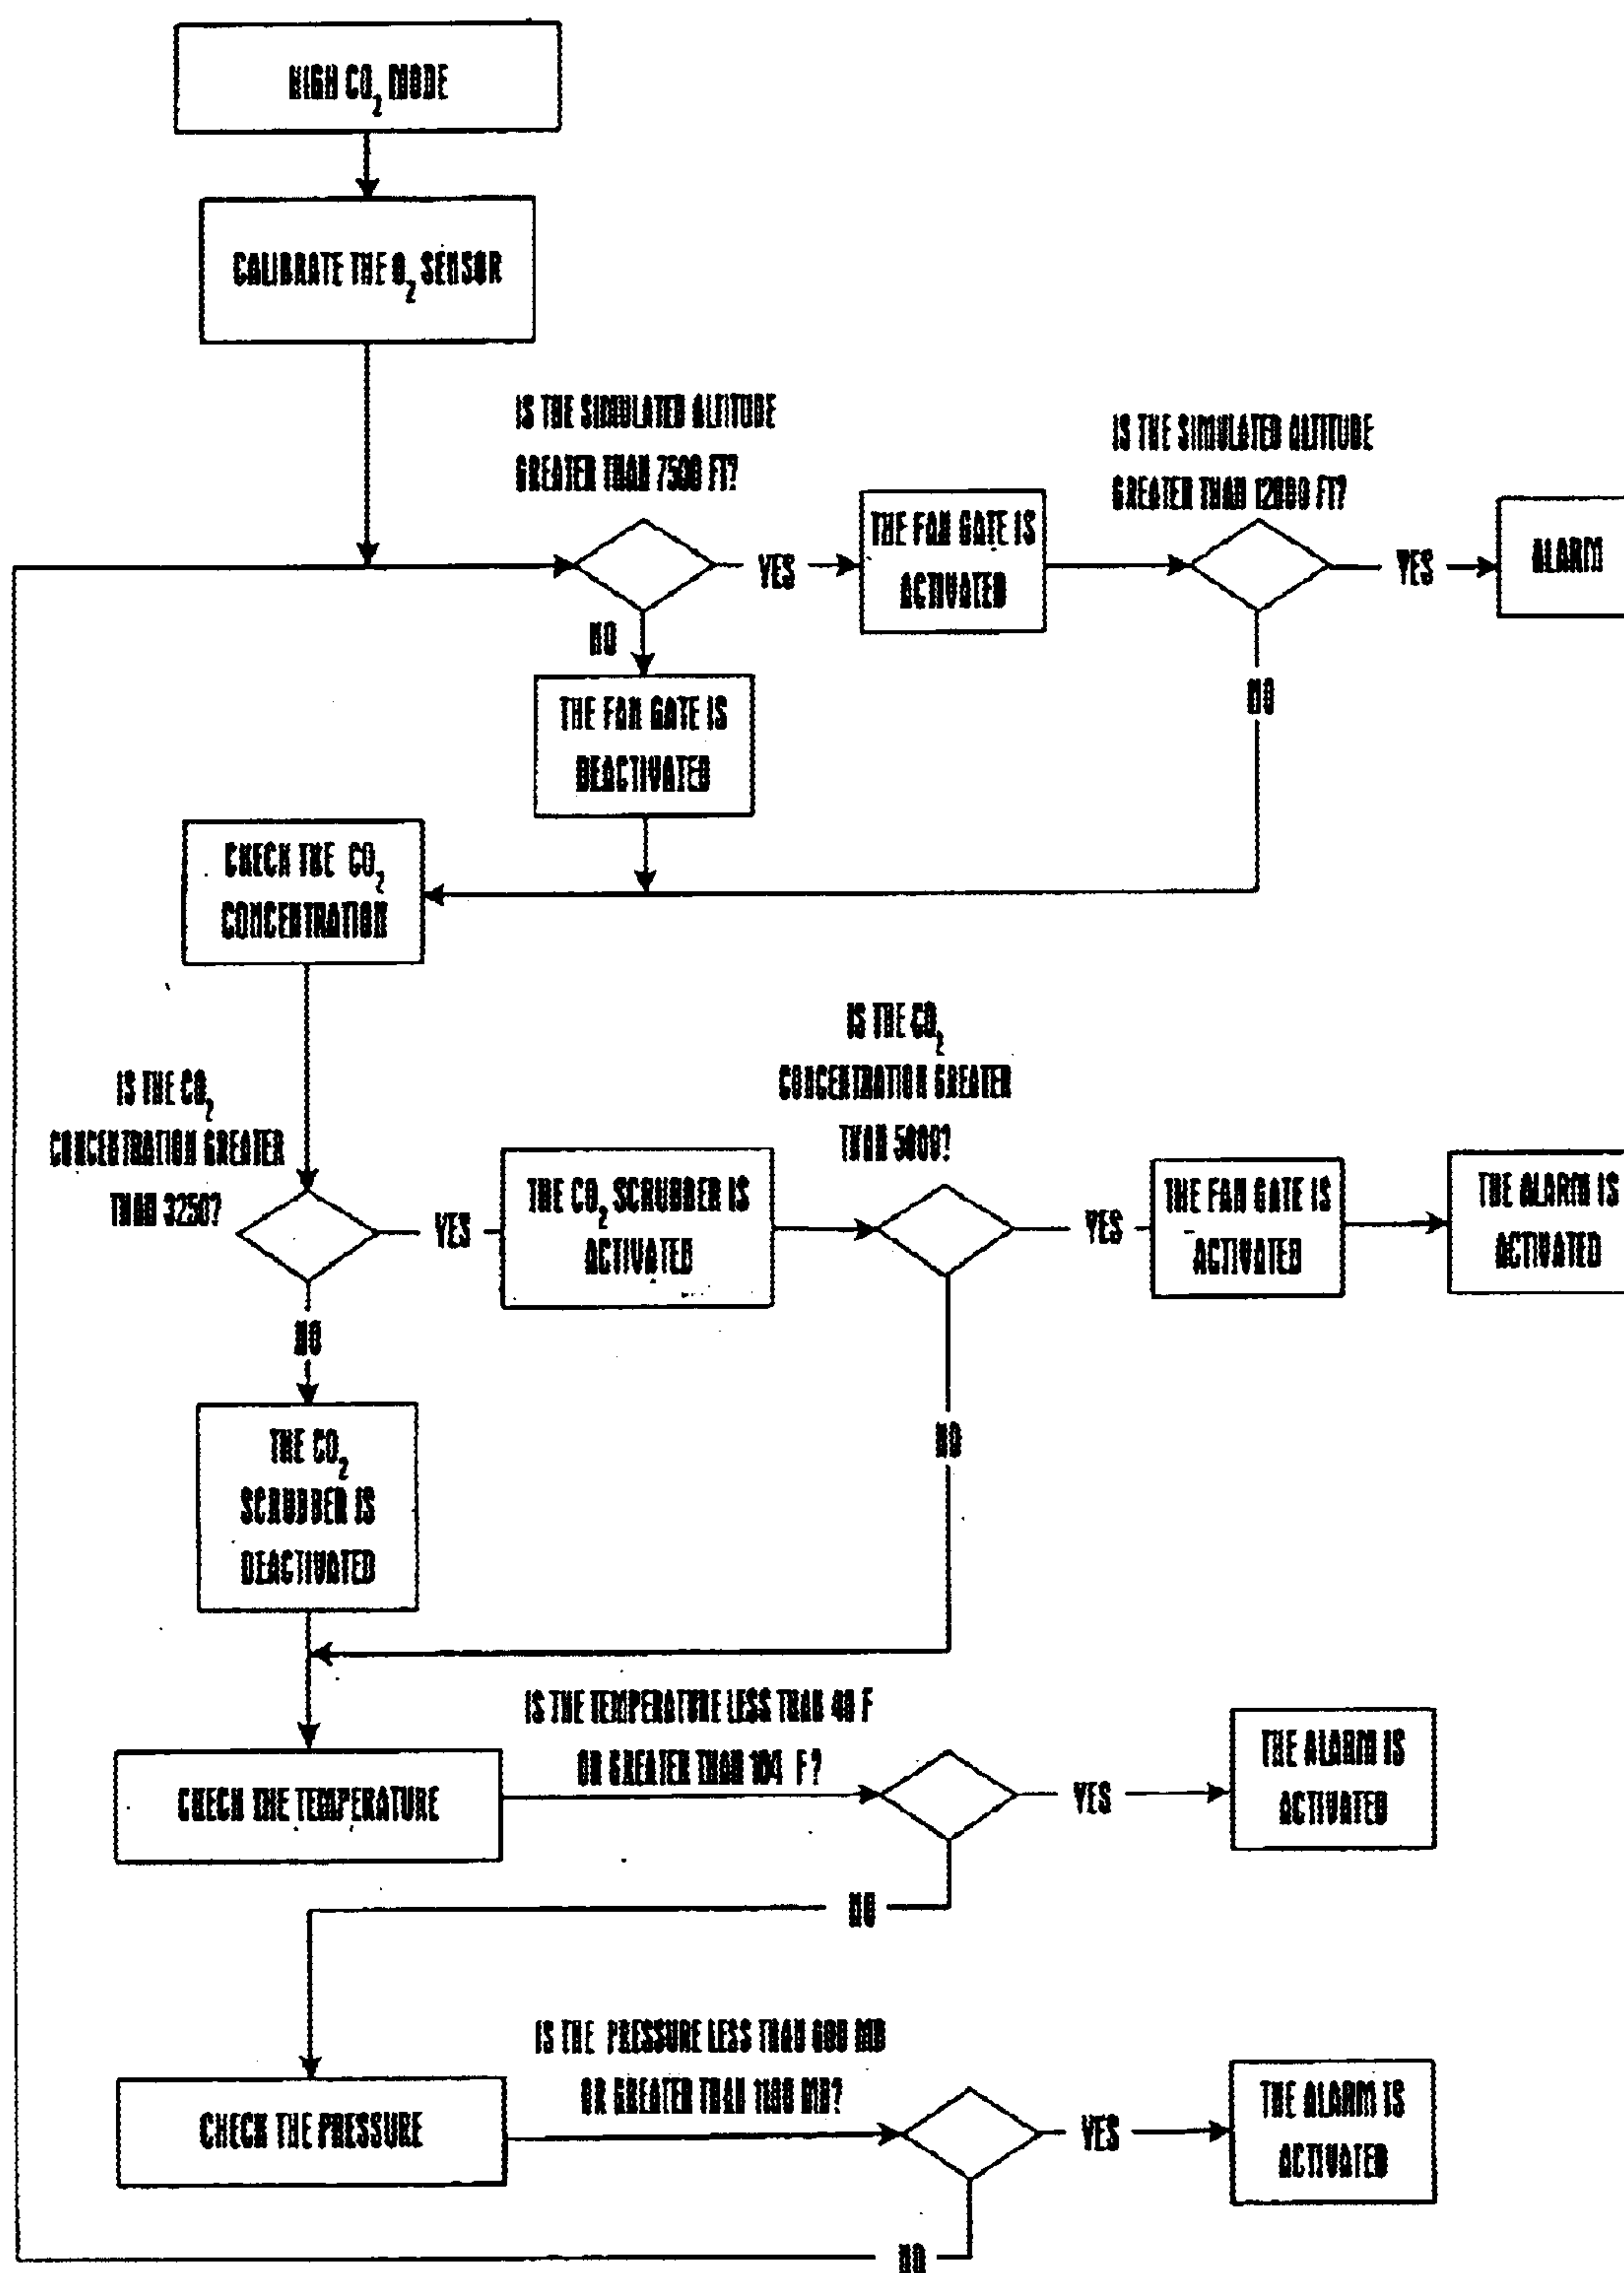 HIGH CO2 MODE
CALIBRATE THE O2 SENSOR
IS THE SIMULATED ALTITUDE
GREATER THAN 7500 FT?
IS THE SIMULATED ALTITUDE
GREATER THAN 12000 FT?
YES
THE FAN GATE IS
ACTIVATED
YES
ALARM
NO
THE FAN GATE IS
DEACTIVATED
NO
CHECK THE CO2
CONCENTRATION
IS THE CO2
CONCENTRATION GREATER
THAN 3250?
IS THE CO2
CONCENTRATION GREATER
THAN 5000?
YES
THE CO2 SCRUBBER IS
ACTIVATED
YES
THE FAN GATE IS
ACTIVATED
THE ALARM IS
ACTIVATED
NO
NO
THE CO2
SCRUBBER IS
DEACTIVATED
IS THE TEMPERATURE LESS THAN 40 F
OR GREATER THAN 104 F?
CHECK THE TEMPERATURE
YES
THE ALARM IS
ACTIVATED
NO
IS THE PRESSURE LESS THAN 600 MB
OR GREATER THAN 1100 MB?
CHECK THE PRESSURE
YES
THE ALARM IS
ACTIVATED
NO